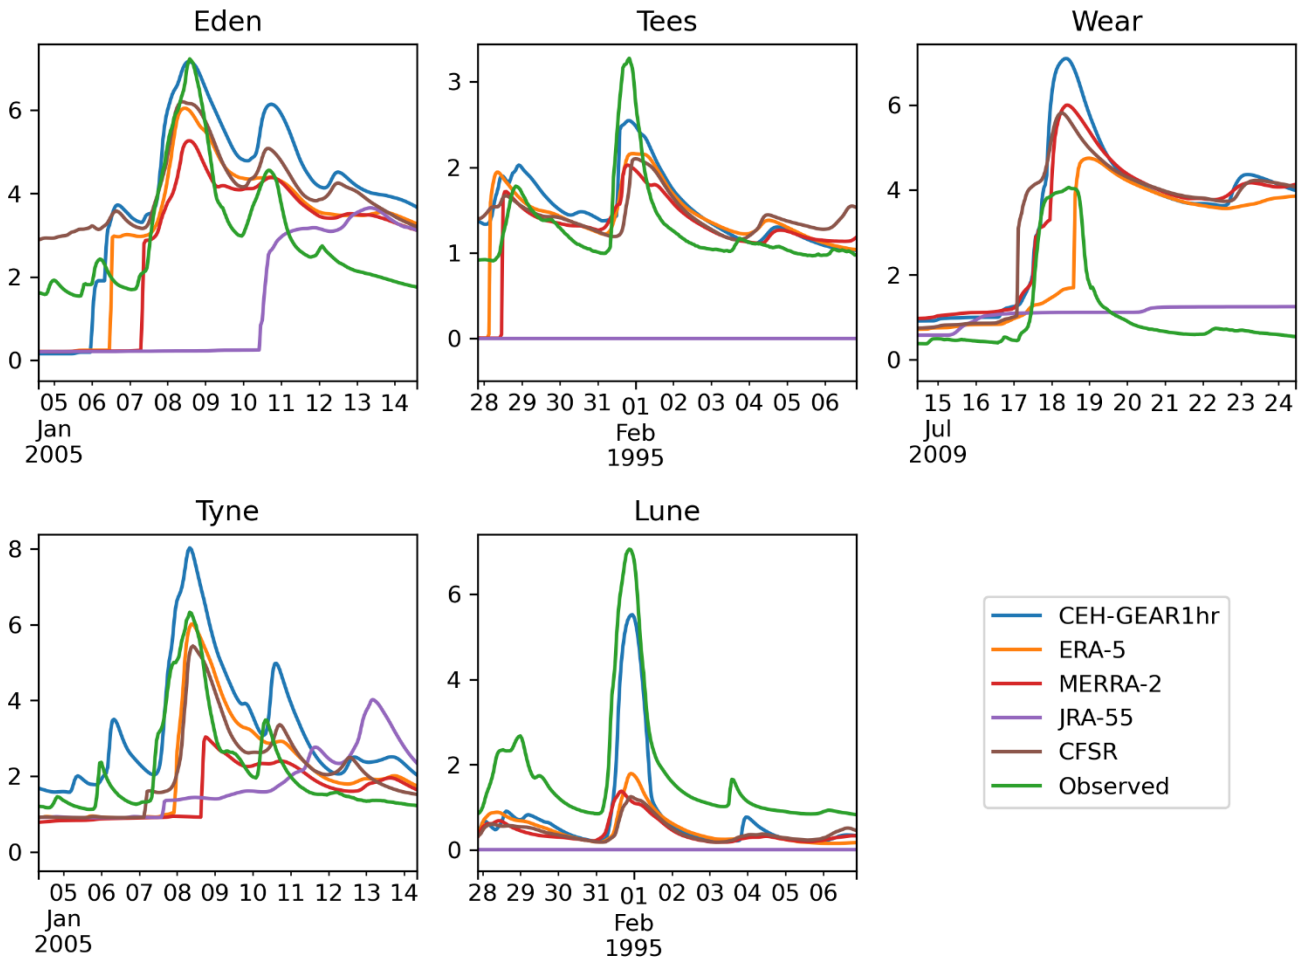 Eden
6
4
2
0
05 06 07 08 09 10 11 12 13 14
Jan
2005
Tees
3
2
1
0
28 29 30 31 01 02 03 04 05 06
Feb
1995
Wear
6
4
2
0
15 16 17 18 19 20 21 22 23 24
Jul
2009
Tyne
8
6
4
2
0
05 06 07 08 09 10 11 12 13 14
Jan
2005
Lune
6
4
2
0
28 29 30 31 01 02 03 04 05 06
Feb
1995
CEH-GEAR1hr
ERA-5
MERRA-2
JRA-55
CFSR
Observed